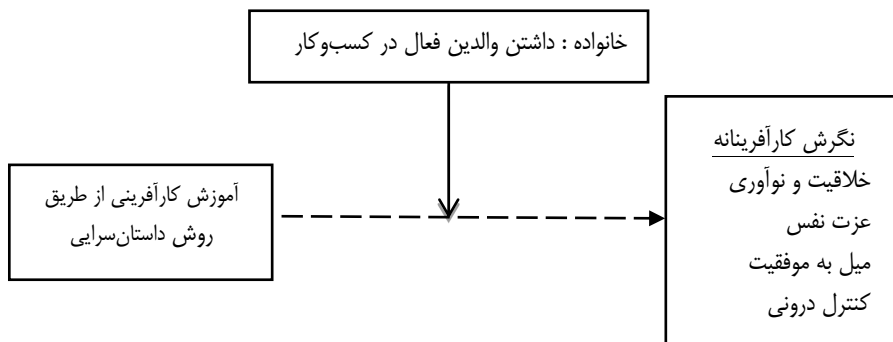 خانواده : داشتن والدین فعال در کسب‌وکار
آموزش کارآفرینی از طریق
روش داستان‌سرایی
نگرش کارآفرینانه
خلاقیت و نوآوری
عزت نفس
میل به موفقیت
کنترل درونی